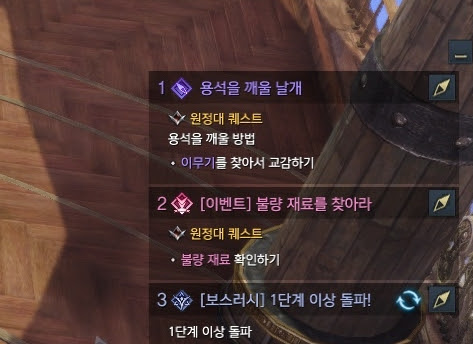 1 용석을 깨울 날개
원정대 퀘스트
용석을 깨울 방법
• 이무기를 찾아서 교감하기
2 [이벤트] 불량 재료를 찾아라
원정대 퀘스트
• 불량 재료 확인하기
3 [보스러시] 1단계 이상 돌파!
1단계 이상 돌파